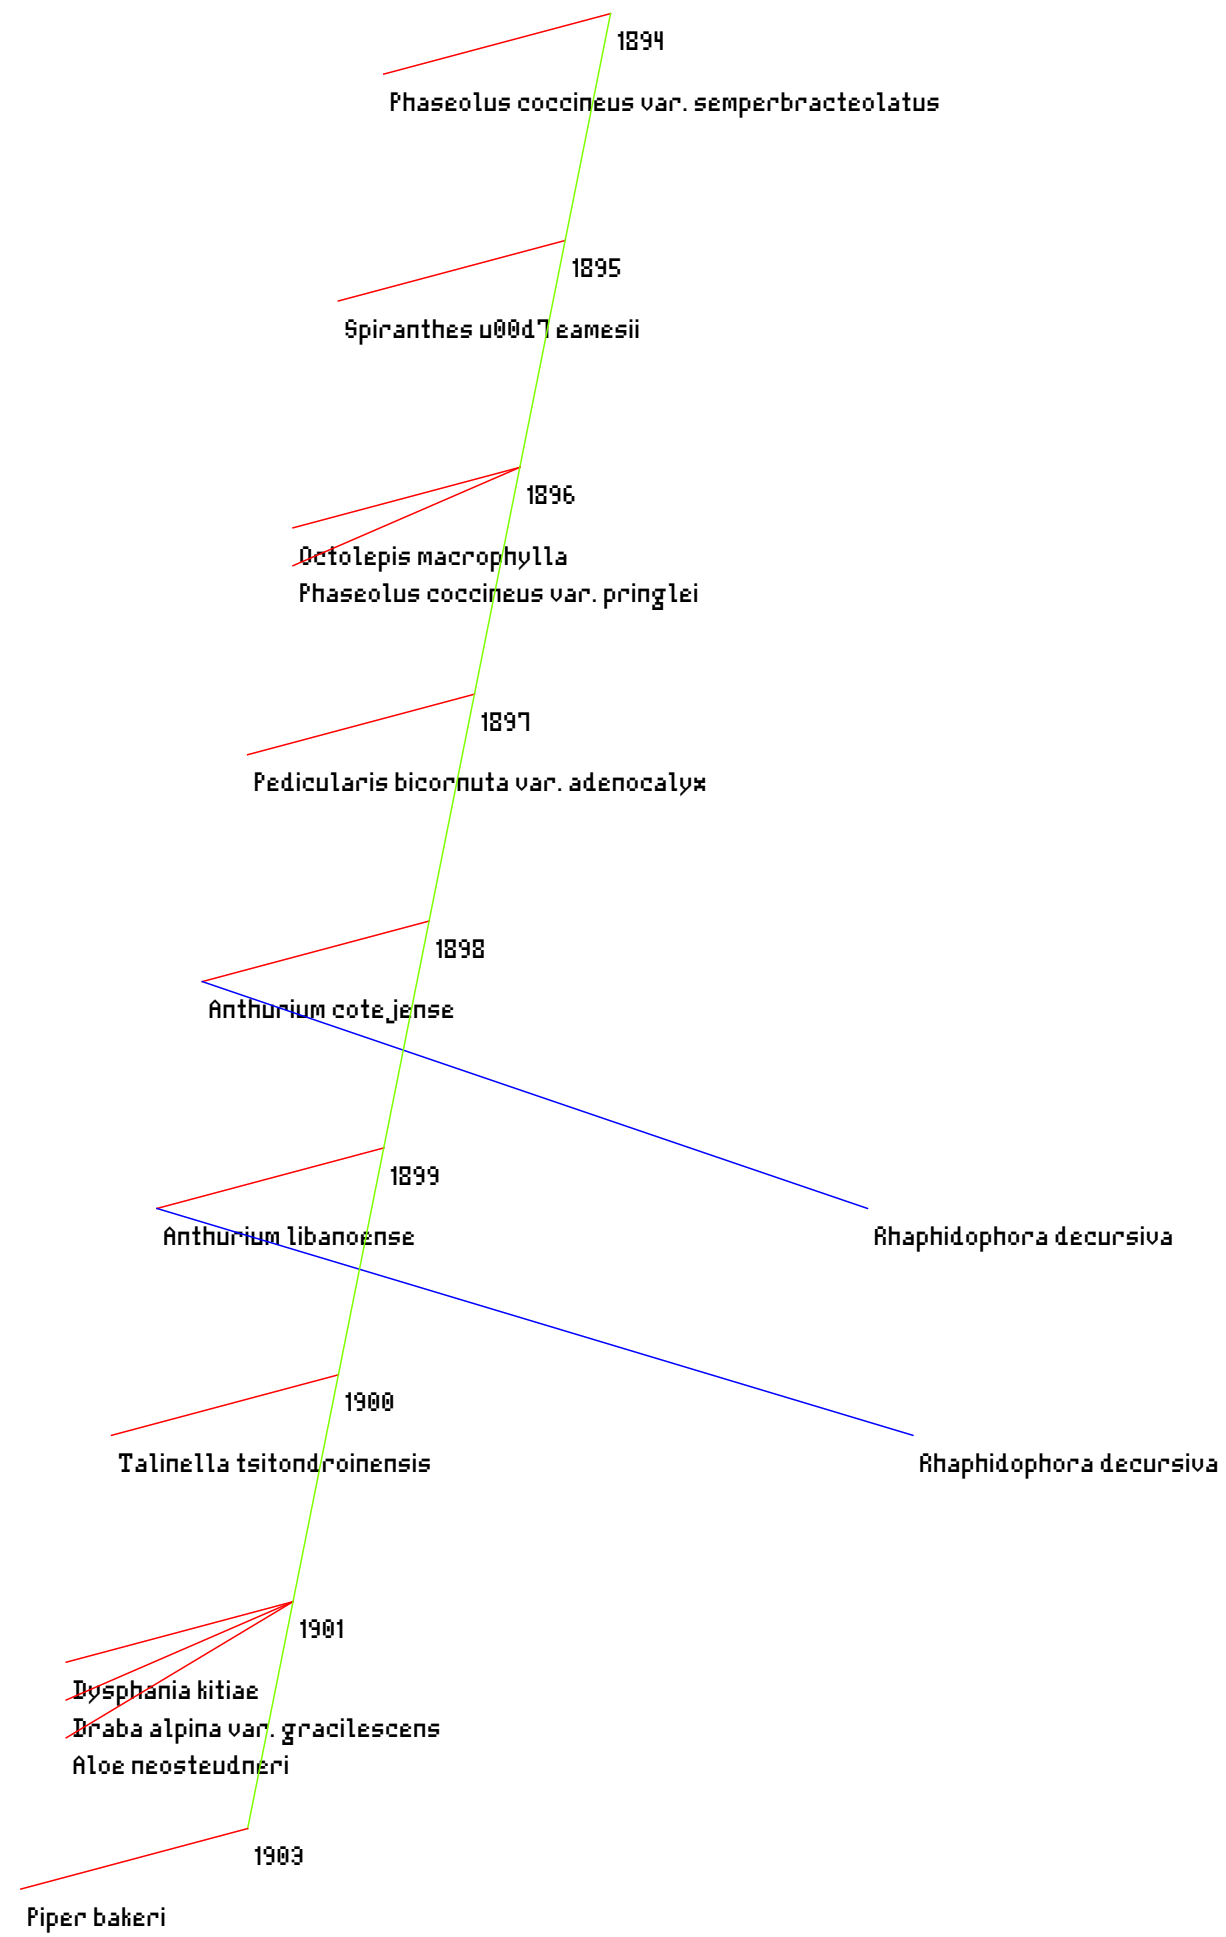 1894
Phaseolus coccineus var. semperbracteolatus
1895
Spiranthes u00d7 eamesii
1896
Octolepis macrophylla
Phaseolus coccineus var. pringlei
1897
Pedicularis bicornuta var. adenocalyx
1898
Anthurium cotejense
1899
Anthurium libanoense
Rhaphidophora decursiva
1900
Talinella tsitondroinensis
Rhaphidophora decursiva
1901
Dysphania kitiae
Draba alpina var. gracilescens
Aloe neosteudneri
1903
Piper bakeri